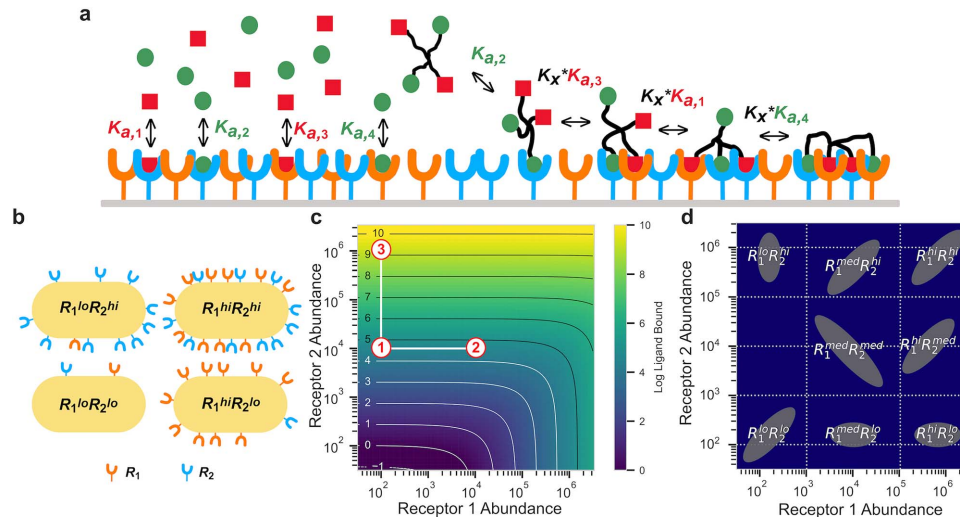 a
Ka,1
Ka,2
Ka,3
Ka,4
Ka,2
Kx*Ka,3
Kx*Ka,1
Kx*Ka,4
b
R1loR2hi
R1hiR2hi
R1loR2lo
R1hiR2lo
R1
R2
c
Receptor 2 Abundance
10^6
10^5
10^4
10^3
10^2
10
9
8
7
6
5
4
3
2
1
0
−1
3
1
2
10^2
10^3
10^4
10^5
10^6
Receptor 1 Abundance
10
8
6
4
2
0
Log Ligand Bound
d
Receptor 2 Abundance
10^6
10^5
10^4
10^3
10^2
R1loR2hi
R1medR2hi
R1hiR2hi
R1medR2med
R1hiR2med
R1loR2lo
R1medR2lo
R1hiR2lo
10^2
10^3
10^4
10^5
10^6
Receptor 1 Abundance